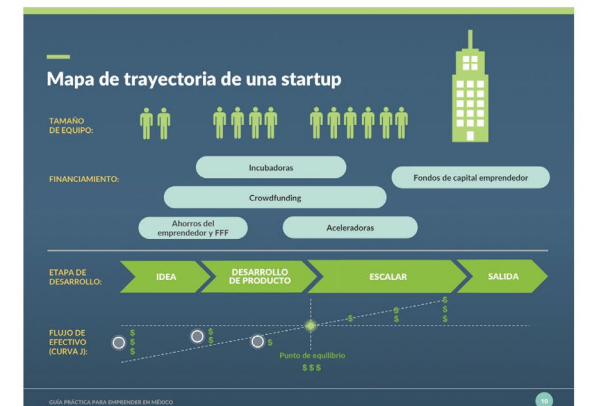 Mapa de trayectoria de una startup
TAMAÑO
DE EQUIPO:
FINANCIAMIENTO:
Incubadoras
Fondos de capital emprendedor
Crowdfunding
Ahorros del
emprendedor y FFF
Aceleradoras
ETAPA DE
DESARROLLO:
IDEA
DESARROLLO
DE PRODUCTO
ESCALAR
SALIDA
FLUJO DE
EFECTIVO
(CURVA J):
$
$
$
$
$
$
$
$
$
$
$
$
Punto de equilibrio
$ $ $
GUÍA PRÁCTICA PARA EMPRENDER EN MÉXICO
10